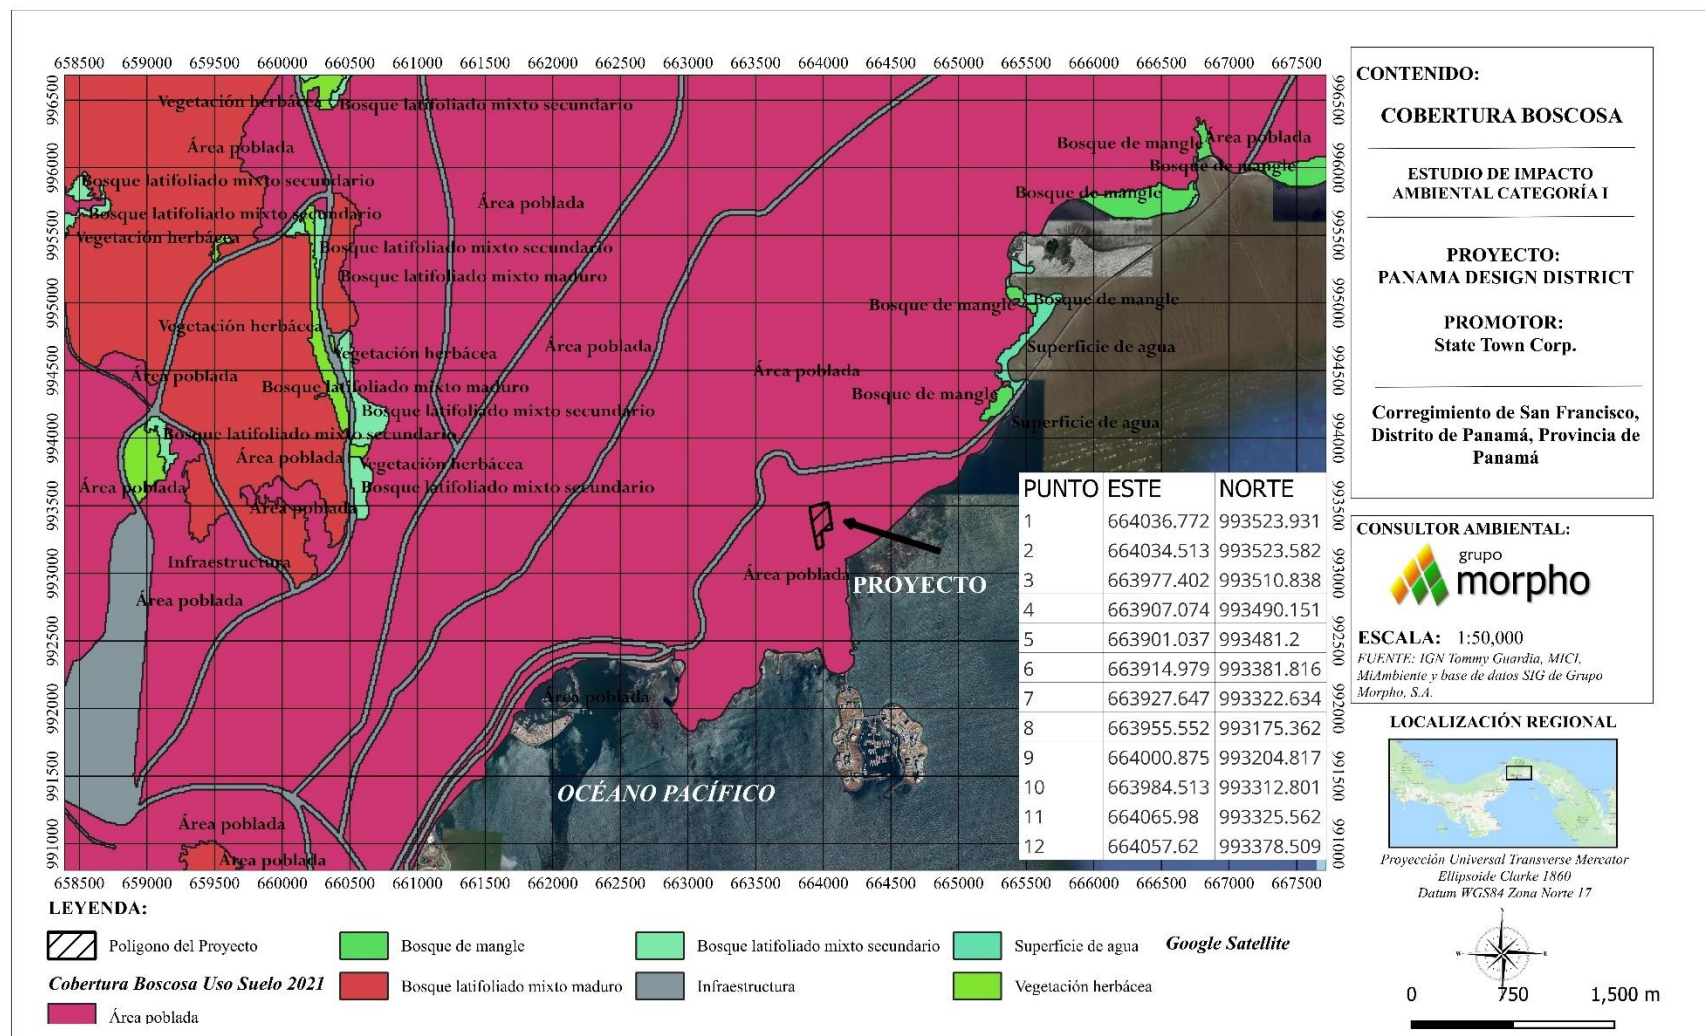 658500 659000 659500 660000 660500 661000 661500 662000 662500 663000 663500 664000 664500 665000 665500 666000 666500 667000 667500
996500
996000
995500
995000
994500
994000
993500
993000
992500
992000
991500
991000
Vegetación herbácea
Bosque latifoliado mixto secundario
Área poblada
Bosque latifoliado mixto secundario
Bosque latifoliado mixto secundario
Vegetación herbácea
Bosque latifoliado mixto secundario
Bosque latifoliado mixto maduro
Vegetación herbácea
Vegetación herbácea
Área poblada
Bosque latifoliado mixto maduro
Bosque latifoliado mixto secundario
Bosque latifoliado mixto secundario
Área poblada
Vegetación herbácea
Área poblada
Bosque latifoliado mixto secundario
Área poblada
Infraestructura
Área poblada
Área poblada
Área poblada
Área poblada
Área poblada
Área poblada
Bosque de mangle
Área poblada
Bosque de mangle
Bosque de mangle
Bosque de mangle
Bosque de mangle
Superficie de agua
Bosque de mangle
Superficie de agua
Área poblada
PROYECTO
Área poblada
OCÉANO PACÍFICO
PUNTO ESTE NORTE
1 664036.772 993523.931
2 664034.513 993523.582
3 663977.402 993510.838
4 663907.074 993490.151
5 663901.037 993481.2
6 663914.979 993381.816
7 663927.647 993322.634
8 663955.552 993175.362
9 664000.875 993204.817
10 663984.513 993312.801
11 664065.98 993325.562
12 664057.62 993378.509
996500
996000
995500
995000
994500
994000
993500
993000
992500
992000
991500
991000
658500 659000 659500 660000 660500 661000 661500 662000 662500 663000 663500 664000 664500 665000 665500 666000 666500 667000 667500
LEYENDA:
Polígono del Proyecto
Cobertura Boscosa Uso Suelo 2021
Área poblada
Bosque de mangle
Bosque latifoliado mixto maduro
Bosque latifoliado mixto secundario
Infraestructura
Superficie de agua
Vegetación herbácea
Google Satellite
CONTENIDO:
COBERTURA BOSCOSA
ESTUDIO DE IMPACTO
AMBIENTAL CATEGORÍA I
PROYECTO:
PANAMA DESIGN DISTRICT
PROMOTOR:
State Town Corp.
Corregimiento de San Francisco,
Distrito de Panamá, Provincia de
Panamá
CONSULTOR AMBIENTAL:
grupo
morpho
ESCALA: 1:50,000
FUENTE: IGN Tommy Guardia, MICI,
MiAmbiente y base de datos SIG de Grupo
Morpho, S.A.
LOCALIZACIÓN REGIONAL
Proyección Universal Transverse Mercator
Ellipsoide Clarke 1860
Datum WGS84 Zona Norte 17
0 750 1,500 m